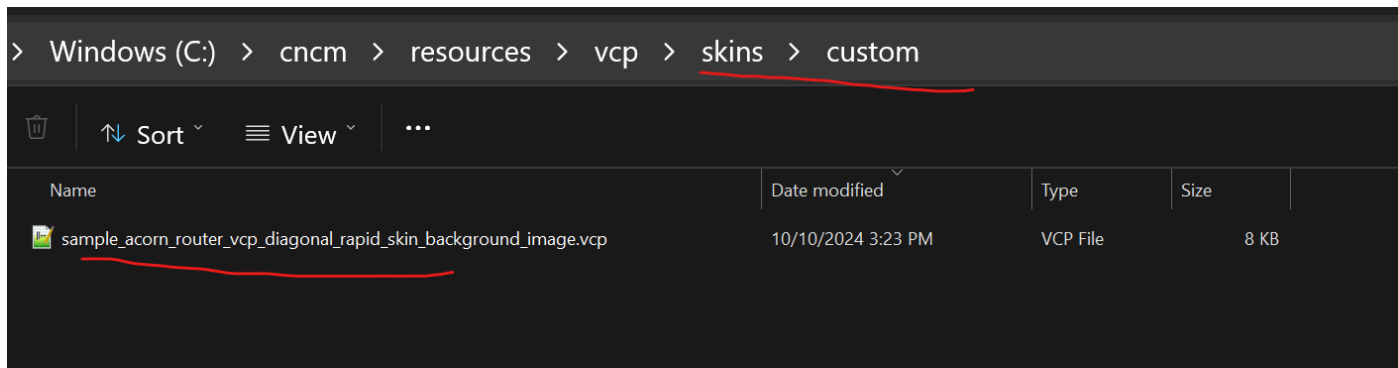 > Windows (C:) > cncm > resources > vcp > skins > custom
Sort View ...
Name Date modified Type Size
sample_acorn_router_vcp_diagonal_rapid_skin_background_image.vcp 10/10/2024 3:23 PM VCP File 8 KB